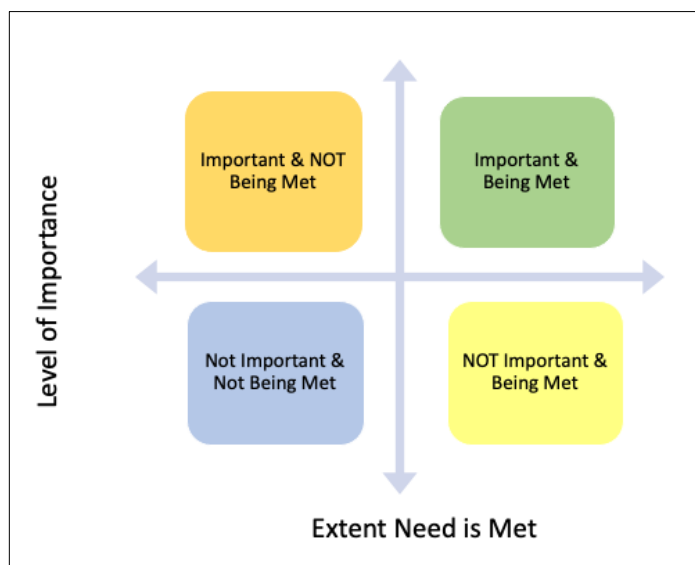 Important & NOT
Being Met
Important &
Being Met
Level of Importance
Not Important &
Not Being Met
NOT Important &
Being Met
Extent Need is Met